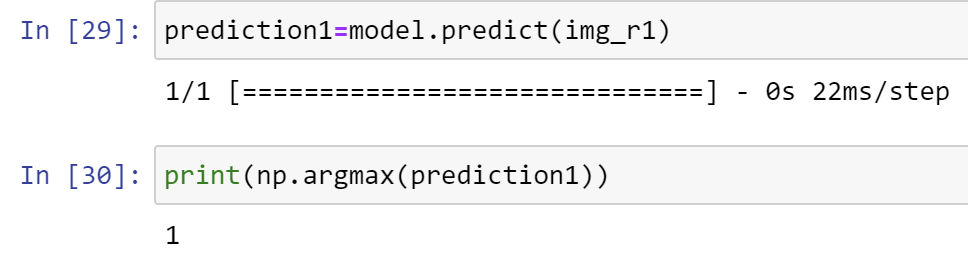 In [29]: prediction1=model.predict(img_r1)
1/1 [==============================] - 0s 22ms/step
In [30]: print(np.argmax(prediction1))
1